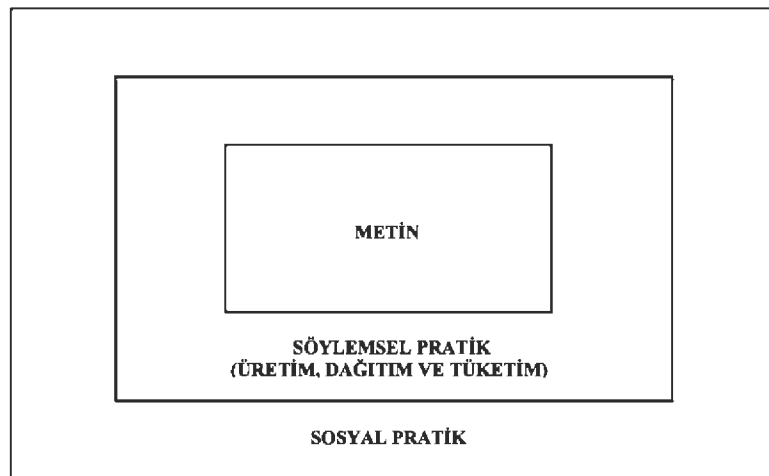 METİN
SÖYLEMSEL PRATİK
(ÜRETİM, DAĞITIM VE TÜKETİM)
SOSYAL PRATİK